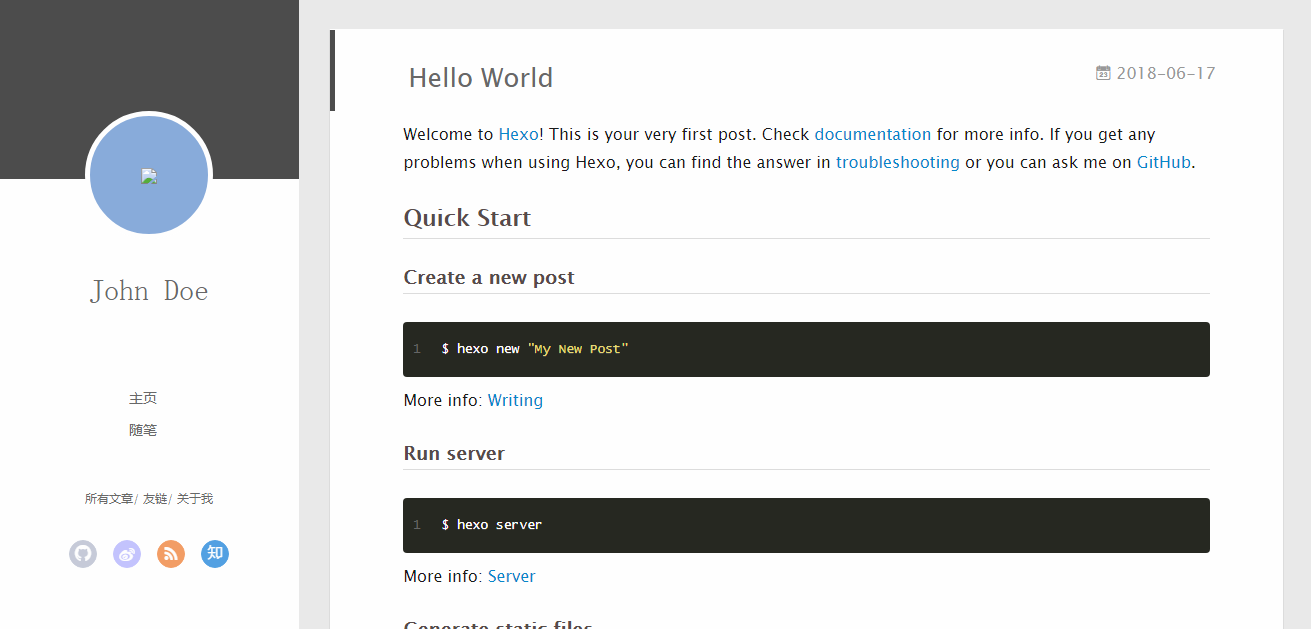 John Doe
主页
随笔
所有文章/ 友链/ 关于我
知
Hello World
23 2018-06-17
Welcome to Hexo! This is your very first post. Check documentation for more info. If you get any
problems when using Hexo, you can find the answer in troubleshooting or you can ask me on GitHub.
Quick Start
Create a new post
1 $ hexo new "My New Post"
More info: Writing
Run server
1 $ hexo server
More info: Server
Generate static files